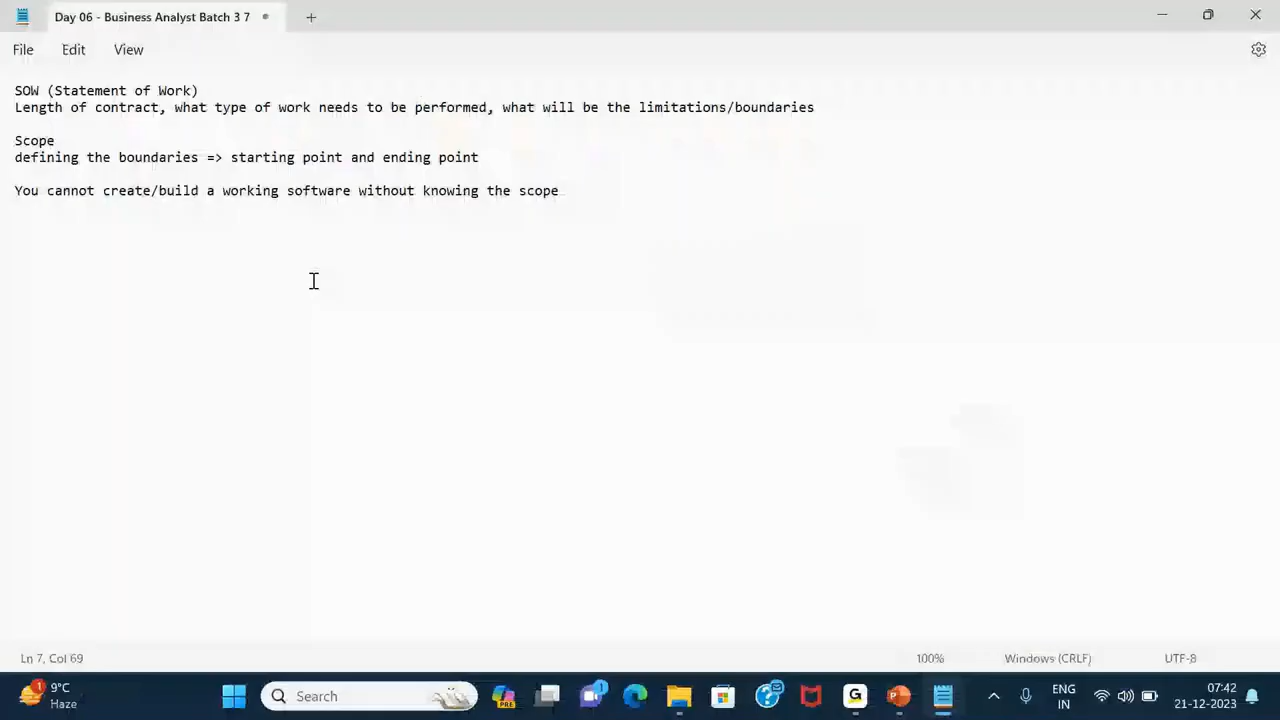 Day 06 - Business Analyst Batch 3 7
File Edit View
SOW (Statement of Work)
Length of contract, what type of work needs to be performed, what will be the limitations/boundaries
Scope
defining the boundaries => starting point and ending point
You cannot create/build a working software without knowing the scope
Ln 7, Col 69 100% Windows (CRLF) UTF-8
1
9°C
Haze
Search
PRE
1
G
ENG
IN
07:42
21-12-2023